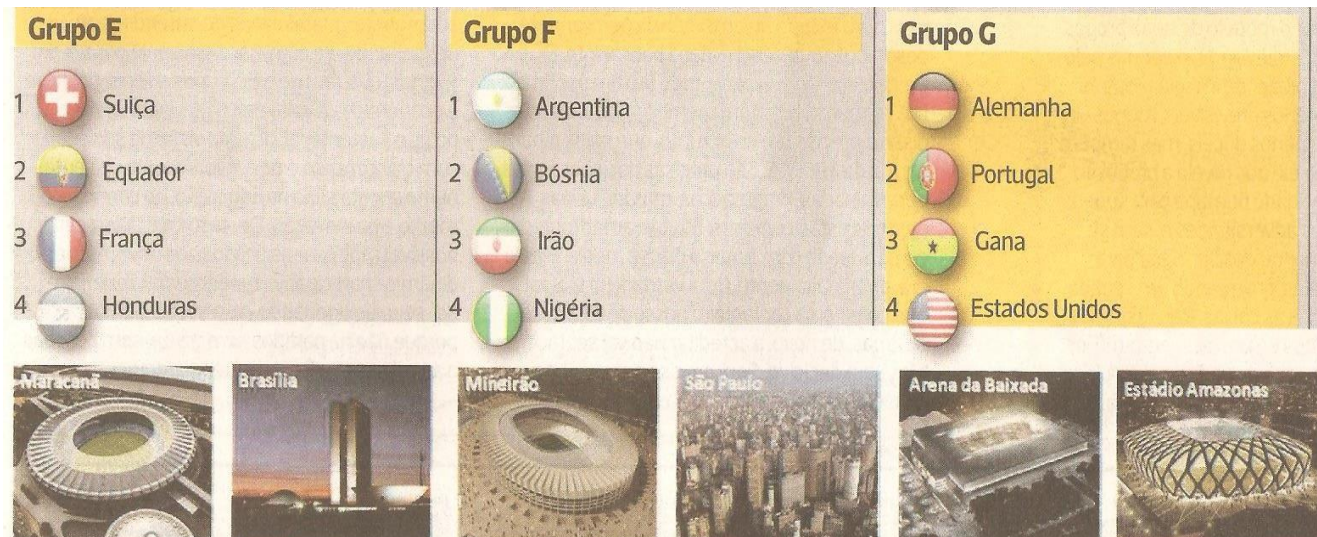 Grupo E
1 Suiça
2 Equador
3 França
4 Honduras
Grupo F
1 Argentina
2 Bósnia
3 Irão
4 Nigéria
Grupo G
1 Alemanha
2 Portugal
3 Gana
4 Estados Unidos
Maracanã
Brasília
Mineirão
São Paulo
Arena da Baixada
Estádio Amazonas